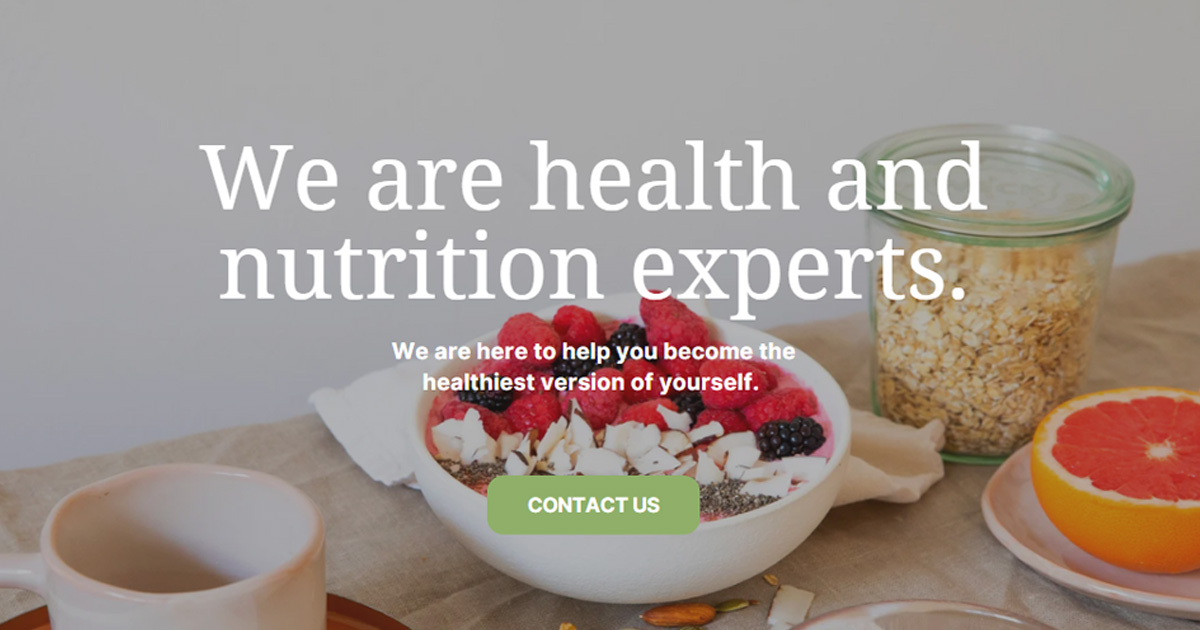 We are health and
nutrition experts.
We are here to help you become the
healthiest version of yourself.
CONTACT US